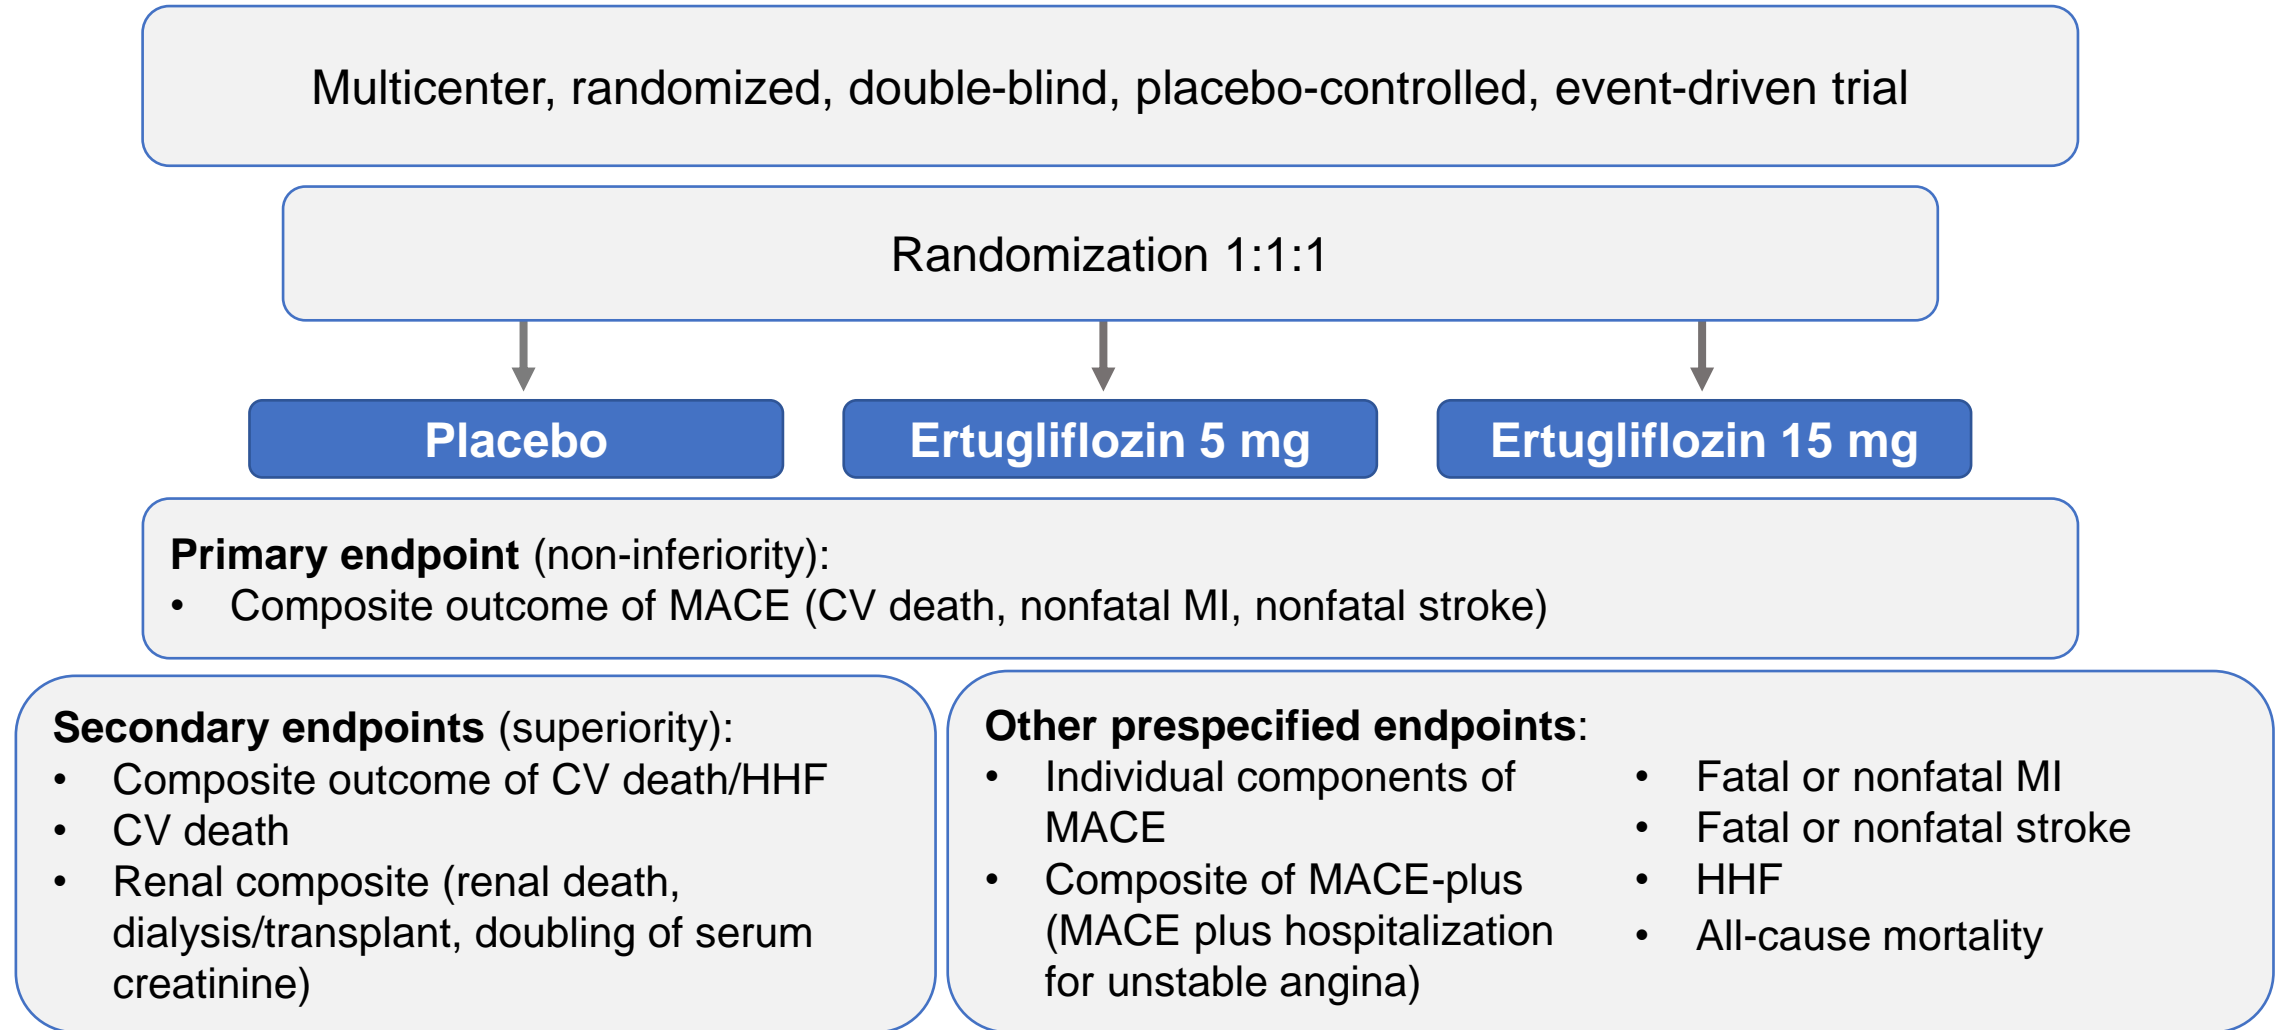 Multicenter, randomized, double-blind, placebo-controlled, event-driven trial
Randomization 1:1:1
Placebo
Ertugliflozin 5 mg
Ertugliflozin 15 mg
Primary endpoint (non-inferiority):
• Composite outcome of MACE (CV death, nonfatal MI, nonfatal stroke)
Secondary endpoints (superiority):
• Composite outcome of CV death/HHF
• CV death
• Renal composite (renal death,
dialysis/transplant, doubling of serum
creatinine)
Other prespecified endpoints:
• Individual components of
MACE
• Composite of MACE-plus
(MACE plus hospitalization
for unstable angina)
• Fatal or nonfatal MI
• Fatal or nonfatal stroke
• HHF
• All-cause mortality